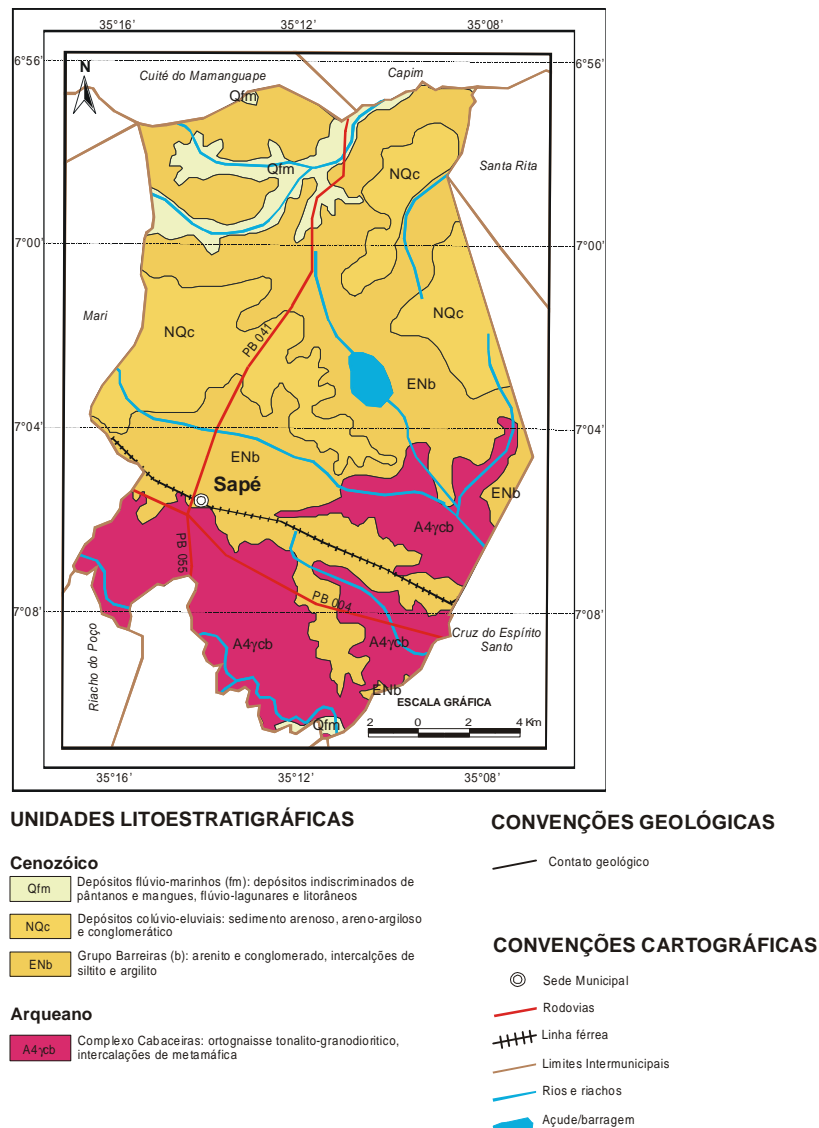 35°16' 35°12' 35°08'
6°56' 6°56'
N
Cuité do Mamanguape
Capim
Qfm
Santa Rita
Qfm
NQc
7°00' 7°00'
Mari
NQc
NQc
PB 041
ENb
7°04' 7°04'
ENb
Sapé
ENb
A4γcb
PB 055
PB 004
7°08' 7°08'
Cruz do Espírito
Santo
A4γcb
A4γcb
Riacho do Poço
ENb
ESCALA GRÁFICA
Qfm
2 0 2 4 Km
35°16' 35°12' 35°08'
UNIDADES LITOESTRATIGRÁFICAS
Cenozóico
Qfm
Depósitos flúvio-marinhos (fm): depósitos indiscriminados de
pântanos e mangues, flúvio-lagunares e litorâneos
NQc
Depósitos colúvio-eluviais: sedimento arenoso, areno-argiloso
e conglomerático
ENb
Grupo Barreiras (b): arenito e conglomerado, intercalções de
siltito e argilito
Arqueano
A4γcb
Complexo Cabaceiras: ortognaisse tonalito-granodioritico,
intercalações de metamáfica
CONVENÇÕES GEOLÓGICAS
Contato geológico
CONVENÇÕES CARTOGRÁFICAS
Sede Municipal
Rodovias
Linha férrea
Limites Intermunicipais
Rios e riachos
Açude/barragem